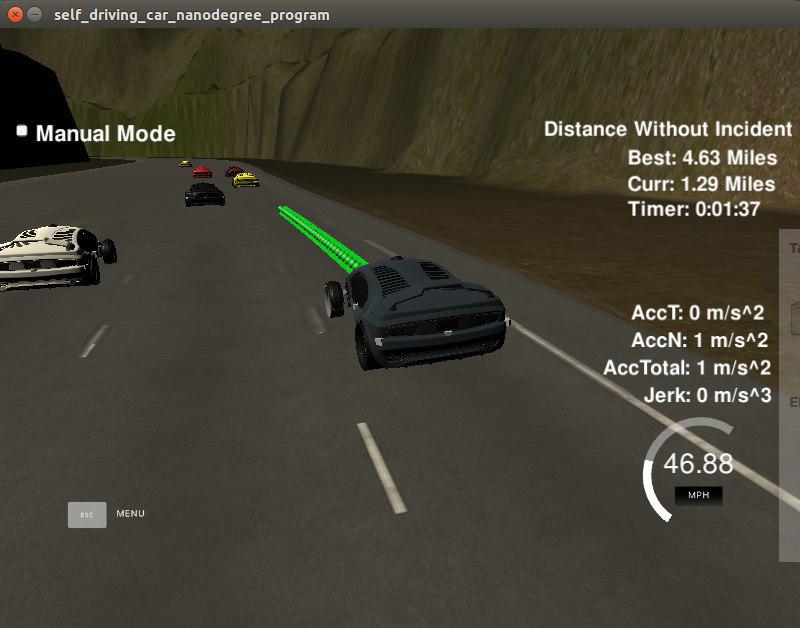 self_driving_car_nanodegree_program
Manual Mode
Distance Without Incident
Best: 4.63 Miles
Curr: 1.29 Miles
Timer: 0:01:37
AccT: 0 m/s^2
AccN: 1 m/s^2
AccTotal: 1 m/s^2
Jerk: 0 m/s^3
46.88
MPH
ESC MENU